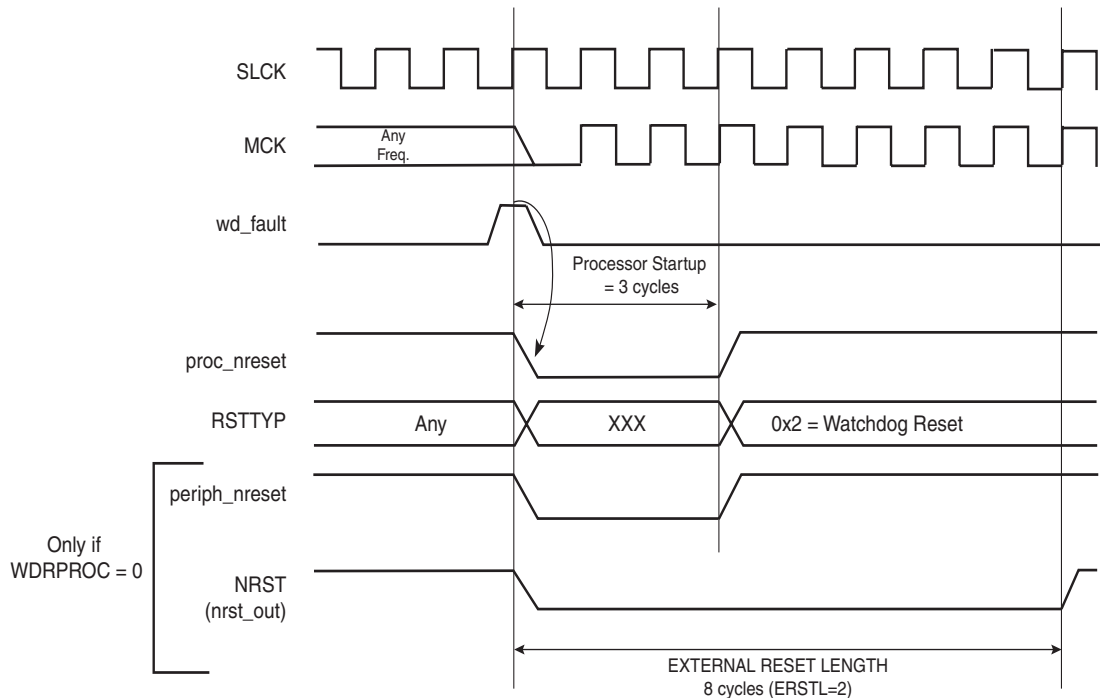 SLCK
MCK
Any
Freq.
wd_fault
Processor Startup
= 3 cycles
proc_nreset
RSTTYP
Any
XXX
0x2 = Watchdog Reset
periph_nreset
Only if
WDRPROC = 0
NRST
(nrst_out)
EXTERNAL RESET LENGTH
8 cycles (ERSTL=2)